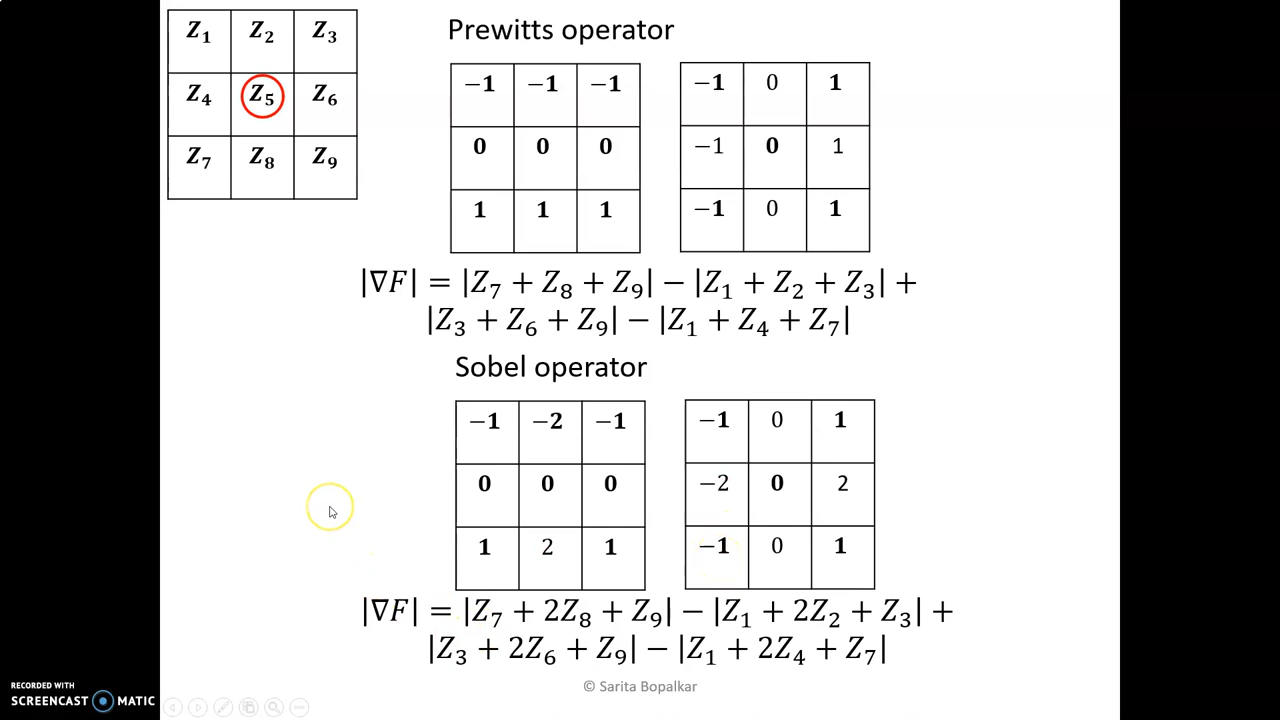 Z₁ Z₂ Z₃
Z₄ Z₅ Z₆
Z₇ Z₈ Z₉
Prewitts operator
−1 −1 −1
0 0 0
1 1 1
−1 0 1
−1 0 1
−1 0 1
|∇F| = |Z₇ + Z₈ + Z₉| − |Z₁ + Z₂ + Z₃| +
|Z₃ + Z₆ + Z₉| − |Z₁ + Z₄ + Z₇|
Sobel operator
−1 −2 −1
0 0 0
1 2 1
−1 0 1
−2 0 2
−1 0 1
|∇F| = |Z₇ + 2Z₈ + Z₉| − |Z₁ + 2Z₂ + Z₃| +
|Z₃ + 2Z₆ + Z₉| − |Z₁ + 2Z₄ + Z₇|
© Sarita Bopalkar
RECORDED WITH
SCREENCAST MATIC